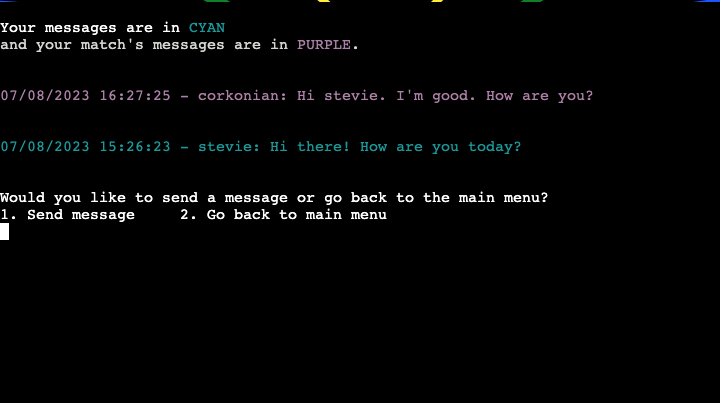 Your messages are in CYAN
and your match's messages are in PURPLE.
07/08/2023 16:27:25 - corkonian: Hi stevie. I'm good. How are you?
07/08/2023 15:26:23 - stevie: Hi there! How are you today?
Would you like to send a message or go back to the main menu?
1. Send message     2. Go back to main menu